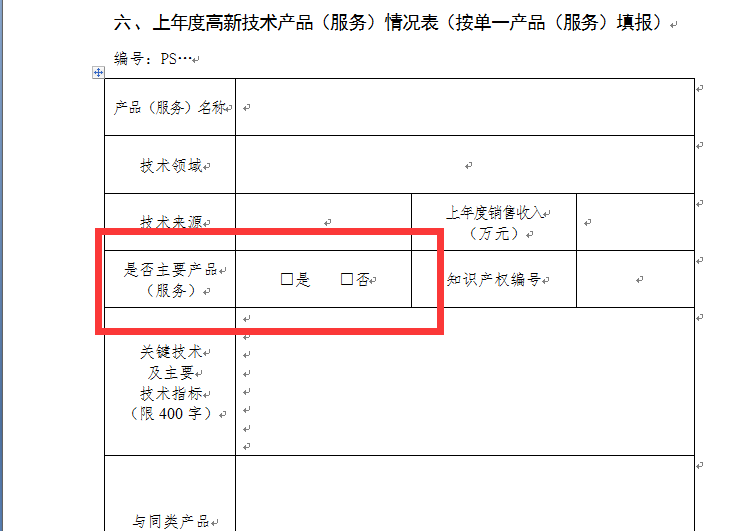 六、上年度高新技术产品（服务）情况表（按单一产品（服务）填报）
编号：PS…
产品（服务）名称
技术领域
技术来源
上年度销售收入
（万元）
是否主要产品
（服务）
□是 □否
知识产权编号
关键技术
及主要
技术指标
（限 400 字）
与同类产品